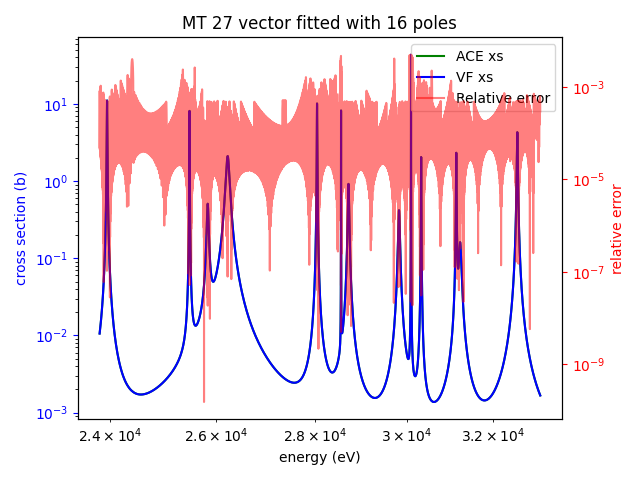 MT 27 vector fitted with 16 poles
ACE xs
VF xs
Relative error
cross section (b)
10¹
10⁰
10⁻¹
10⁻²
10⁻³
relative error
10⁻³
10⁻⁵
10⁻⁷
10⁻⁹
2.4 × 10⁴ 2.6 × 10⁴ 2.8 × 10⁴ 3 × 10⁴ 3.2 × 10⁴
energy (eV)